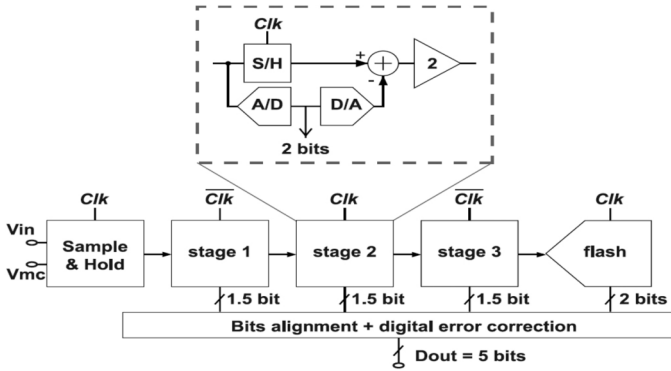 Clk
S/H
+
+
-
2
A/D
D/A
2 bits
Clk
Clk
Clk
Clk
Clk
Vin
Vmc
Sample
& Hold
stage 1
stage 2
stage 3
flash
1.5 bit
1.5 bit
1.5 bit
2 bits
Bits alignment + digital error correction
Dout = 5 bits